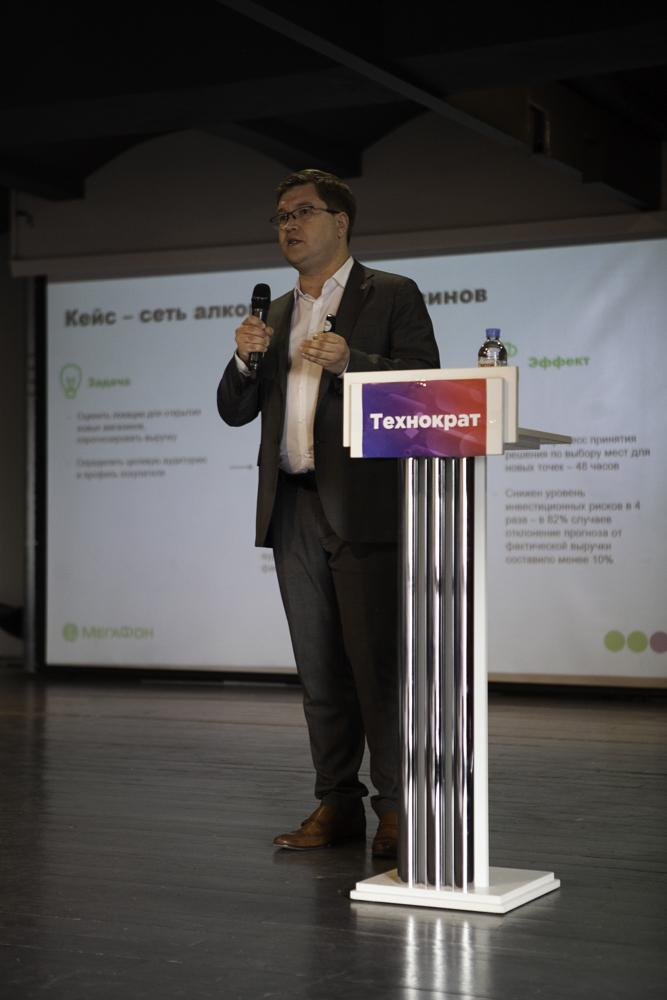 Кейс – сеть алко
Задача
Эффект
Оценить локации для открытия
новых магазинов,
спрогнозировать выручку
Определить целевую аудиторию
и профиль покупателя
принятия
решения по выбору мест для
новых точек – 48 часов
Снижен уровень
инвестиционных рисков в 4
раза – в 82% случаев
отклонение прогноза от
фактической выручки
составило менее 10%
МЕГАФОН
Технократ